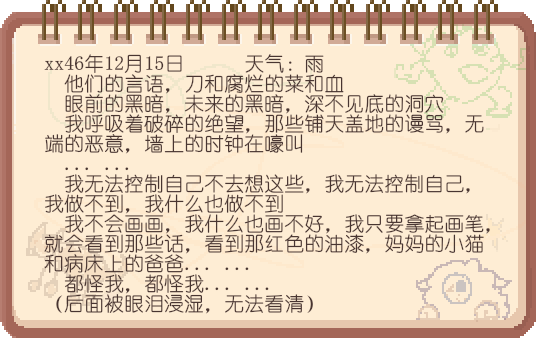 xx46年12月15日 天气：雨
他们的言语，刀和腐烂的菜和血
眼前的黑暗，未来的黑暗，深不见底的洞穴
我呼吸着破碎的绝望，那些铺天盖地的谩骂，无
端的恶意，墙上的时钟在嚎叫
... ...
我无法控制自己不去想这些，我无法控制自己，
我做不到，我什么也做不到
我不会画画，我什么也画不好，我只要拿起画笔，
就会看到那些话，看到那红色的油漆，妈妈的小猫
和病床上的爸爸... ...
都怪我，都怪我... ...
(后面被眼泪浸湿，无法看清)